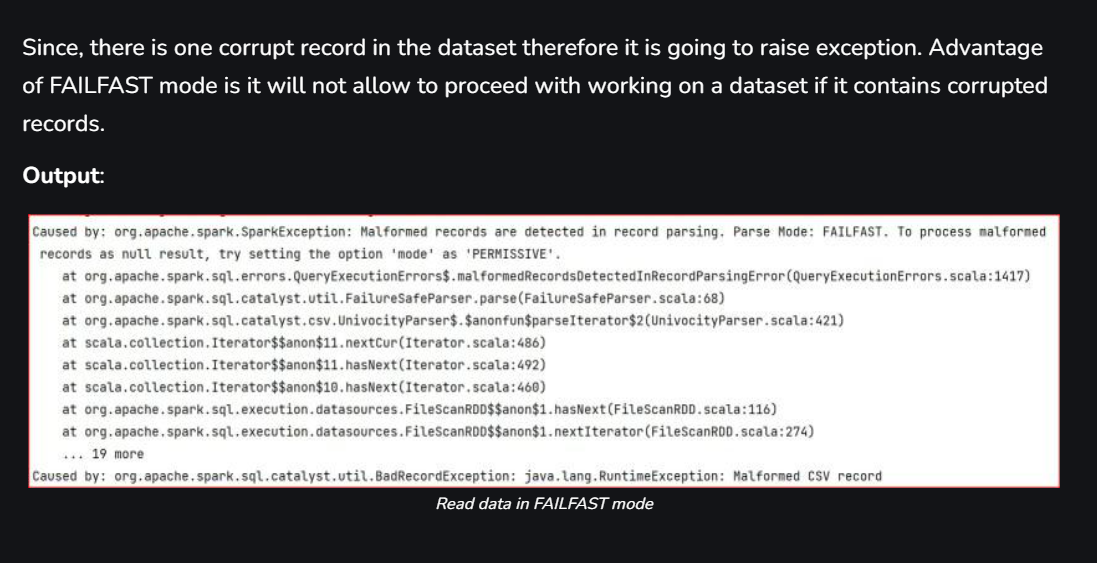 Since, there is one corrupt record in the dataset therefore it is going to raise exception. Advantage
of FAILFAST mode is it will not allow to proceed with working on a dataset if it contains corrupted
records.
Output:
Caused by: org.apache.spark.SparkException: Malformed records are detected in record parsing. Parse Mode: FAILFAST. To process malformed
records as null result, try setting the option 'mode' as 'PERMISSIVE'.
at org.apache.spark.sql.errors.QueryExecutionErrors$.malformedRecordsDetectedInRecordParsingError(QueryExecutionErrors.scala:1417)
at org.apache.spark.sql.catalyst.util.FailureSafeParser.parse(FailureSafeParser.scala:68)
at org.apache.spark.sql.catalyst.csv.UnivocityParser$.$anonfun$parseIterator$2(UnivocityParser.scala:421)
at scala.collection.Iterator$$anon$11.nextCur(Iterator.scala:486)
at scala.collection.Iterator$$anon$11.hasNext(Iterator.scala:492)
at scala.collection.Iterator$$anon$10.hasNext(Iterator.scala:460)
at org.apache.spark.sql.execution.datasources.FileScanRDD$$anon$1.hasNext(FileScanRDD.scala:116)
at org.apache.spark.sql.execution.datasources.FileScanRDD$$anon$1.nextIterator(FileScanRDD.scala:274)
... 19 more
Caused by: org.apache.spark.sql.catalyst.util.BadRecordException: java.lang.RuntimeException: Malformed CSV record
Read data in FAILFAST mode